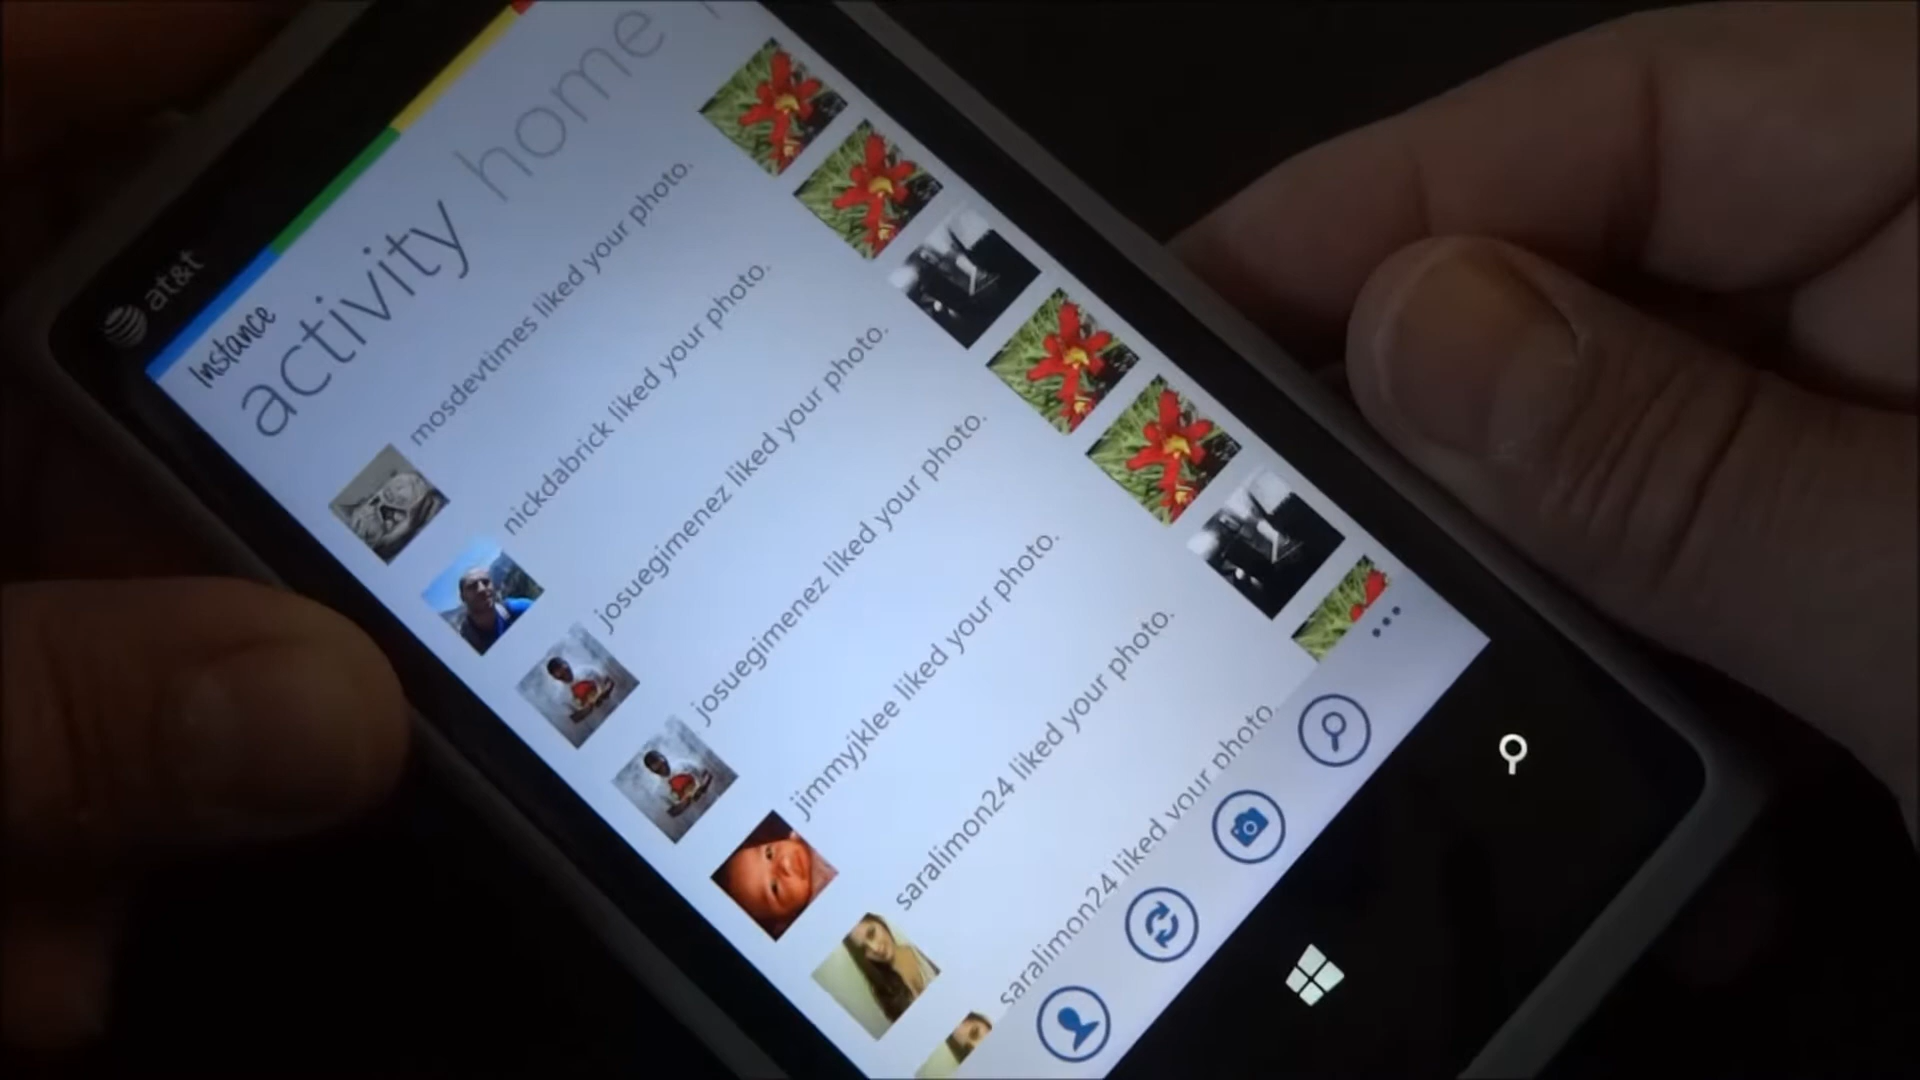 at&t
Instance
activity home
mosdevtimes liked your photo.
nickdabrick liked your photo.
josuegimenez liked your photo.
josuegimenez liked your photo.
jimmyjklee liked your photo.
saralimon24 liked your photo.
saralimon24 liked your photo.